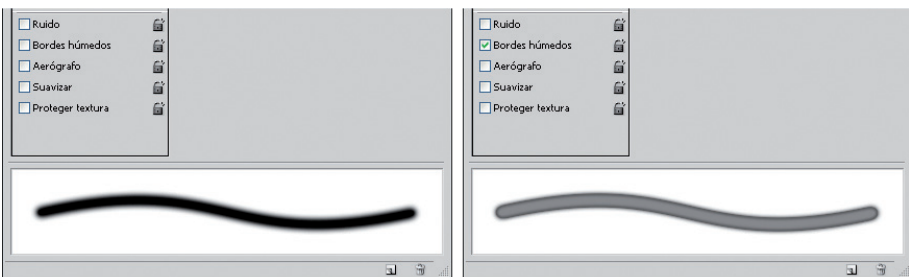 Ruido
Bordes húmedos
Aerógrafo
Suavizar
Proteger textura
Ruido
Bordes húmedos
Aerógrafo
Suavizar
Proteger textura